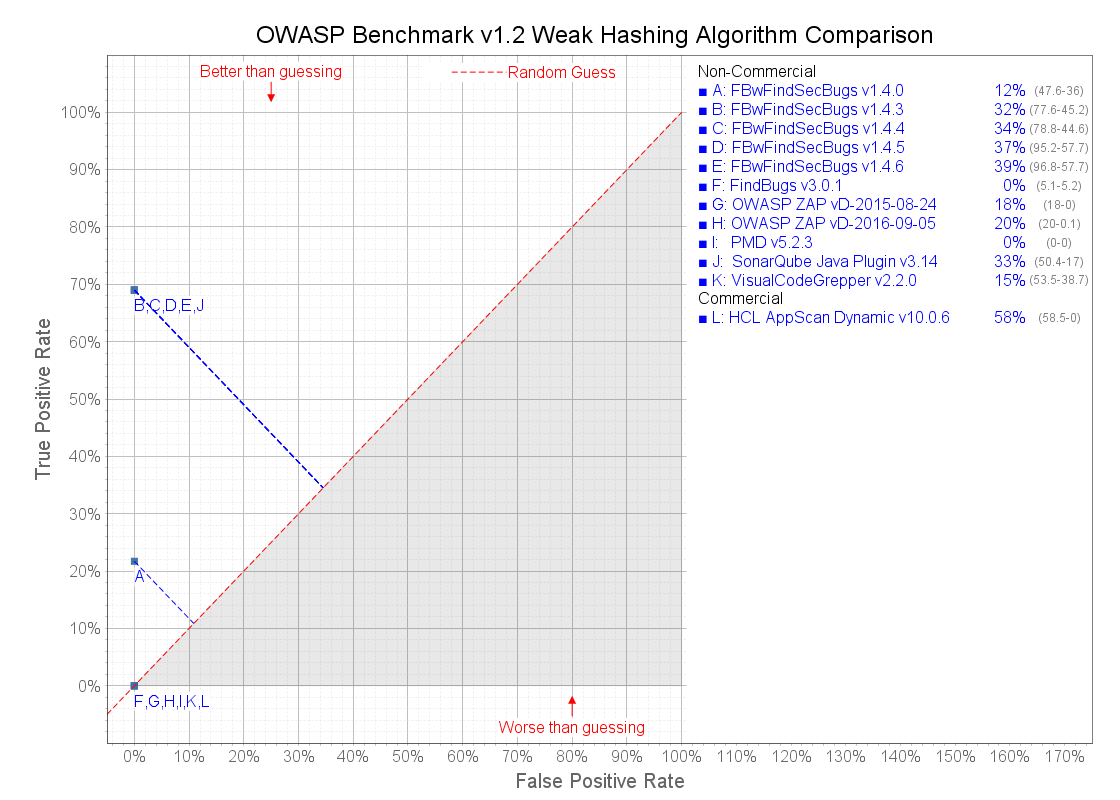 OWASP Benchmark v1.2 Weak Hashing Algorithm Comparison
Better than guessing
Random Guess
Non-Commercial
A: FBwFindSecBugs v1.4.0 12% (47.6-36)
B: FBwFindSecBugs v1.4.3 32% (77.6-45.2)
C: FBwFindSecBugs v1.4.4 34% (78.8-44.6)
D: FBwFindSecBugs v1.4.5 37% (95.2-57.7)
E: FBwFindSecBugs v1.4.6 39% (96.8-57.7)
F: FindBugs v3.0.1 0% (5.1-5.2)
G: OWASP ZAP vD-2015-08-24 18% (18-0)
H: OWASP ZAP vD-2016-09-05 20% (20-0.1)
I: PMD v5.2.3 0% (0-0)
J: SonarQube Java Plugin v3.14 33% (50.4-17)
K: VisualCodeGrepper v2.2.0 15% (53.5-38.7)
Commercial
L: HCL AppScan Dynamic v10.0.6 58% (58.5-0)
True Positive Rate
100%
90%
80%
70%
60%
50%
40%
30%
20%
10%
0%
B,C,D,E,J
A
F,G,H,I,K,L
Worse than guessing
0% 10% 20% 30% 40% 50% 60% 70% 80% 90% 100% 110% 120% 130% 140% 150% 160% 170%
False Positive Rate